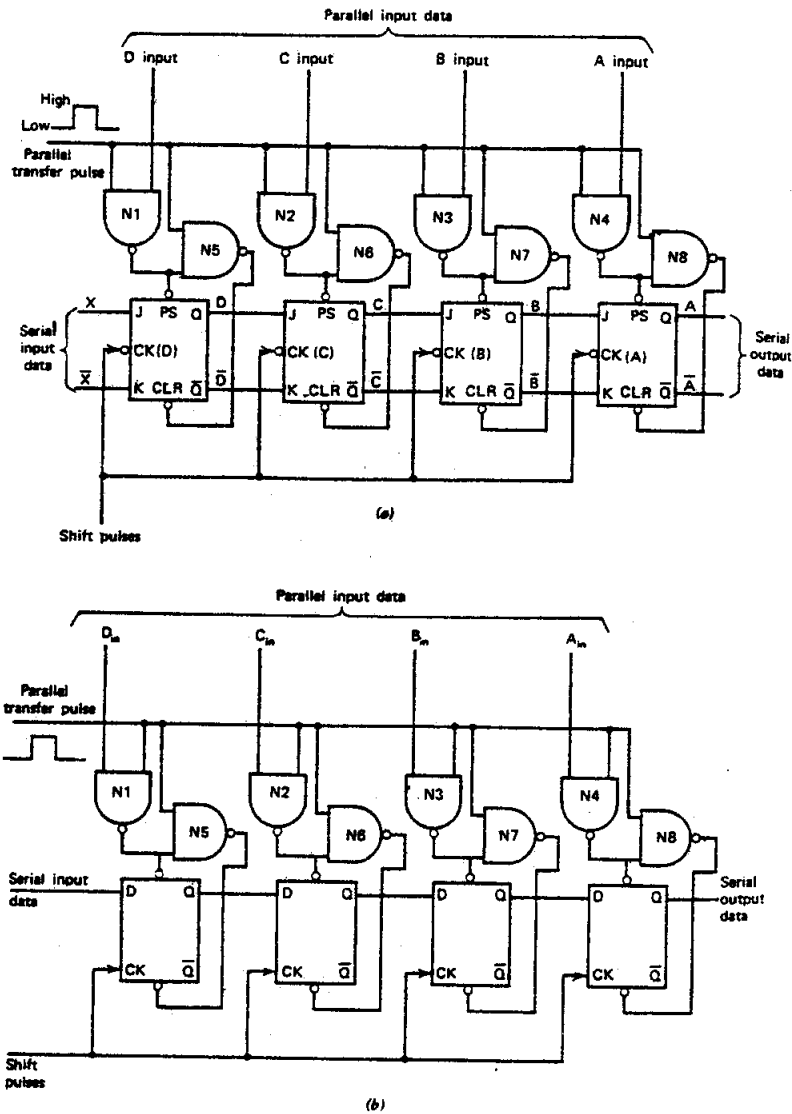 Parallel input data
D input C input B input A input
High
Low
Parallel
transfer pulse
N1 N2 N3 N4
N5 N6 N7 N8
X D C B A
J PS Q J PS Q J PS Q J PS Q
Serial
input
data
CK (D) CK (C) CK (B) CK (A)
Serial
output
data
X̅ D̅ C̅ B̅ A̅
K CLR Q̅ K CLR Q̅ K CLR Q̅ K CLR Q̅
(a)
Shift pulses
Parallel input data
Din Cin Bin Ain
Parallel
transfer pulse
N1 N2 N3 N4
N5 N6 N7 N8
Serial input
data
D Q D Q D Q D Q
Serial
output
data
CK Q̅ CK Q̅ CK Q̅ CK Q̅
Shift
pulses
(b)